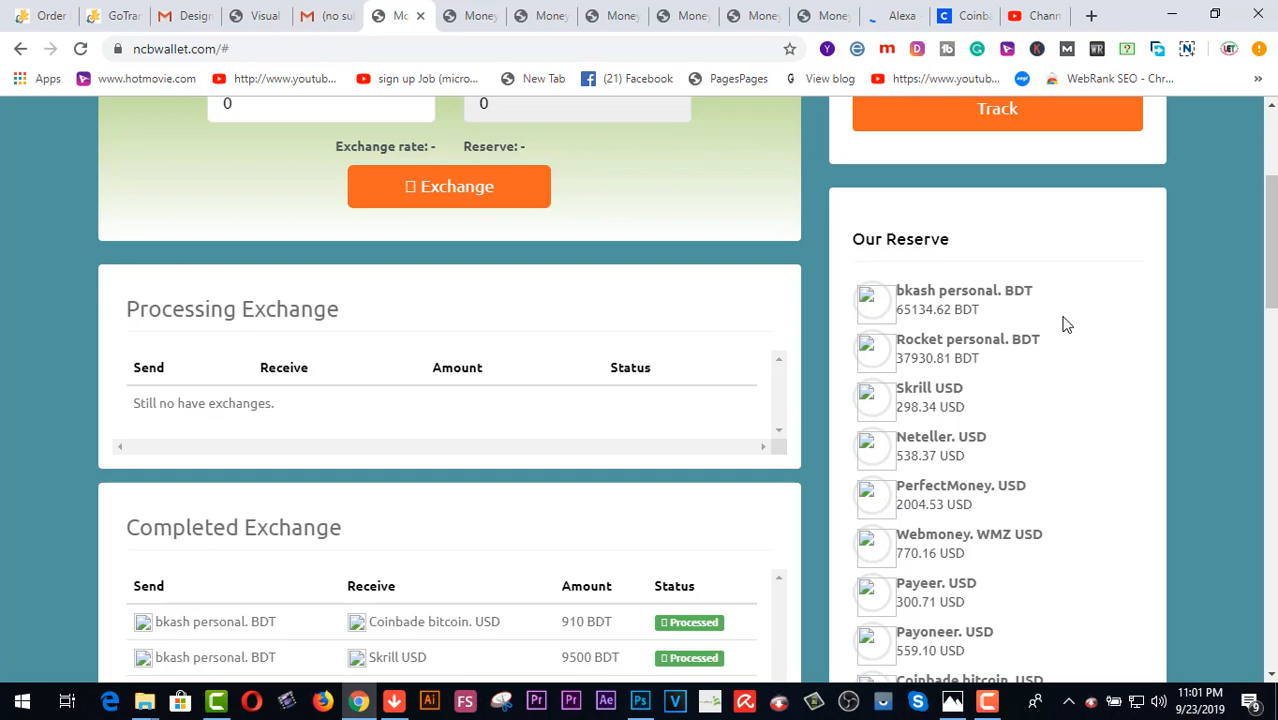 Order
GoTra
Design
Visual
(no su
Mo
Money
Money
Money
Money
Money
Money
Alexa -
Coinba
Chann
ncbwallet.com/#
Apps
www.hotmovie.com
http://www.youtub...
sign up Job (micro...
New Tab
(21) Facebook
PagesPages
View blog
https://www.youtub...
WebRank SEO - Chr...
0
0
Track
Exchange rate: -
Reserve: -
Exchange
Our Reserve
bkash personal. BDT
65134.62 BDT
Processing Exchange
Rocket personal. BDT
37930.81 BDT
Send
Receive
Amount
Status
Skrill USD
298.34 USD
Still no have exchanges.
Neteller. USD
538.37 USD
PerfectMoney. USD
2004.53 USD
Completed Exchange
Webmoney. WMZ USD
770.16 USD
Send
Receive
Amount
Status
Payeer. USD
300.71 USD
bkash personal. BDT
Coinbade bitcoin. USD
910 BDT
Processed
Payoneer. USD
559.10 USD
bkash personal. BDT
Skrill USD
9500 BDT
Processed
Coinbade bitcoin. USD
11:01 PM
9/23/2019